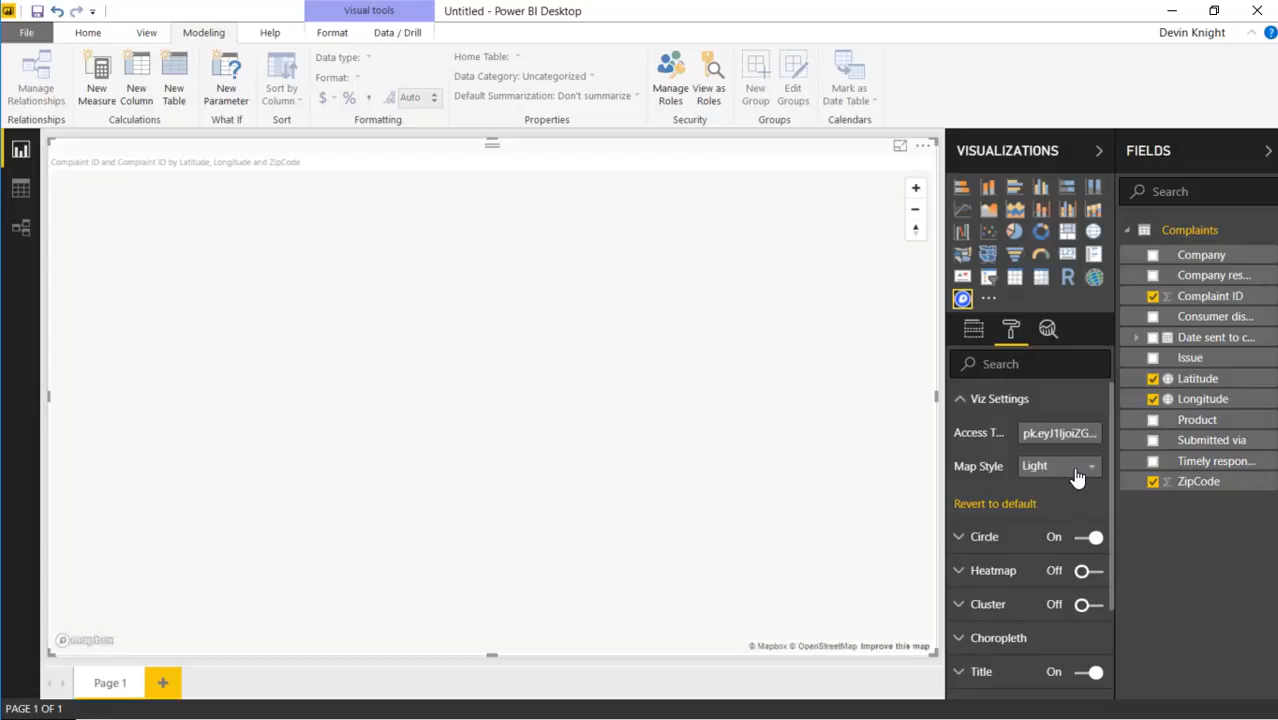 Visual tools
Untitled - Power BI Desktop
File
Home
View
Modeling
Help
Format
Data / Drill
Devin Knight
Manage
Relationships
Relationships
New
Measure
New
Column
New
Table
Calculations
New
Parameter
What If
Sort by
Column
Sort
Data type:
Format:
$ % , Auto
Formatting
Home Table:
Data Category: Uncategorized
Default Summarization: Don't summarize
Properties
Manage
Roles
View as
Roles
Security
New
Group
Edit
Groups
Groups
Mark as
Date Table
Calendars
Complaint ID and Complaint ID by Latitude, Longitude and ZipCode
mapbox
© Mapbox © OpenStreetMap Improve this map
Page 1
PAGE 1 OF 1
VISUALIZATIONS
R
Search
Viz Settings
Access T... pk.eyJ1IjoiZG...
Map Style Light
Revert to default
Circle On
Heatmap Off
Cluster Off
Choropleth
Title On
FIELDS
Search
Complaints
Company
Company res...
Complaint ID
Consumer dis...
Date sent to c...
Issue
Latitude
Longitude
Product
Submitted via
Timely respon...
ZipCode